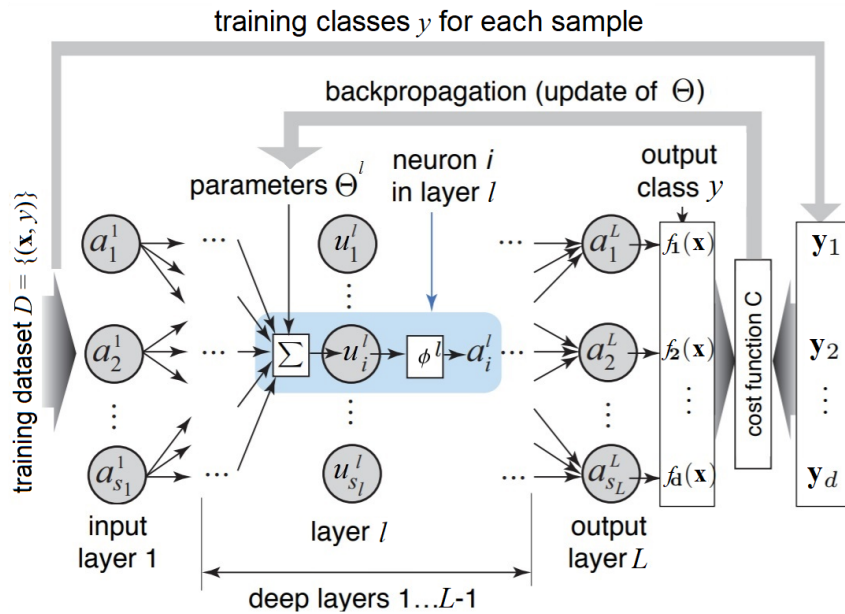 training classes y for each sample
backpropagation (update of Θ)
training dataset D = {(x, y)}
parameters Θ^l
neuron i
in layer l
output
class y
a_1^1 ... u_1^l ... a_1^L f_1(x) y_1
a_2^1 ... Σ u_i^l ϕ^l a_i^l ... a_2^L f_2(x) cost function C y_2
a_{s_1}^1 ... u_{s_l}^l ... a_{s_L}^L f_d(x) y_d
input
layer 1
layer l
output
layer L
deep layers 1...L-1